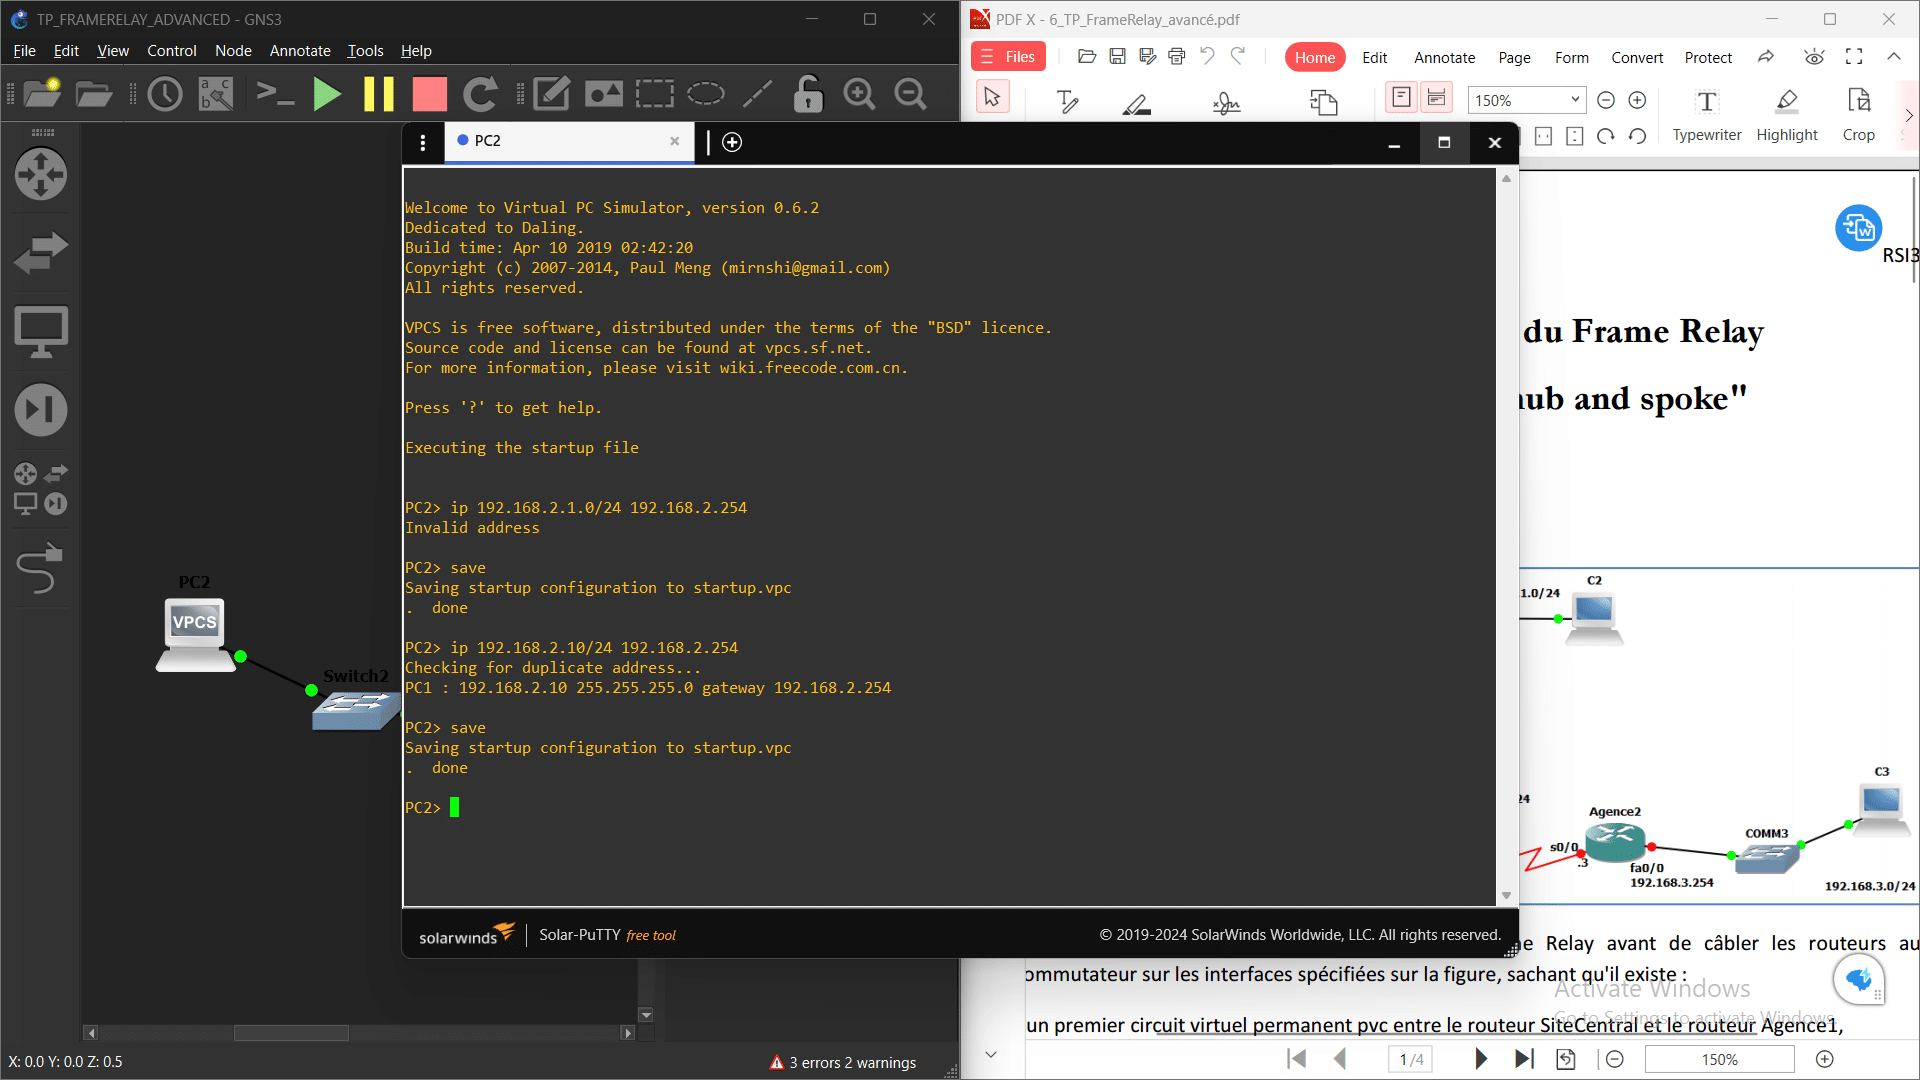 TP_FRAMERELAY_ADVANCED - GNS3
File Edit View Control Node Annotate Tools Help
PC2
Switch2
VPCS
X: 0.0 Y: 0.0 Z: 0.5
3 errors 2 warnings
PC2
Welcome to Virtual PC Simulator, version 0.6.2
Dedicated to Daling.
Build time: Apr 10 2019 02:42:20
Copyright (c) 2007-2014, Paul Meng (mirnshi@gmail.com)
All rights reserved.
VPCS is free software, distributed under the terms of the "BSD" licence.
Source code and license can be found at vpcs.sf.net.
For more information, please visit wiki.freecode.com.cn.
Press '?' to get help.
Executing the startup file
PC2> ip 192.168.2.1.0/24 192.168.2.254
Invalid address
PC2> save
Saving startup configuration to startup.vpc
.  done
PC2> ip 192.168.2.10/24 192.168.2.254
Checking for duplicate address...
PC1 : 192.168.2.10 255.255.255.0 gateway 192.168.2.254
PC2> save
Saving startup configuration to startup.vpc
.  done
PC2>
solarwinds
Solar-PuTTY free tool
© 2019-2024 SolarWinds Worldwide, LLC. All rights reserved.
PDF X - 6_TP_FrameRelay_avancé.pdf
Files Home Edit Annotate Page Form Convert Protect
150%
Typewriter Highlight Crop
RSI3
du Frame Relay
hub and spoke"
1.0/24
C2
C3
24
Agence2
s0/0
.3
fa0/0
192.168.3.254
COMM3
192.168.3.0/24
Relay avant de câbler les routeurs au
ommutateur sur les interfaces spécifiées sur la figure, sachant qu'il existe :
un premier circuit virtuel permanent pvc entre le routeur SiteCentral et le routeur Agence1,
Activate Windows
Go to Settings to activate Windows.
1/4
150%